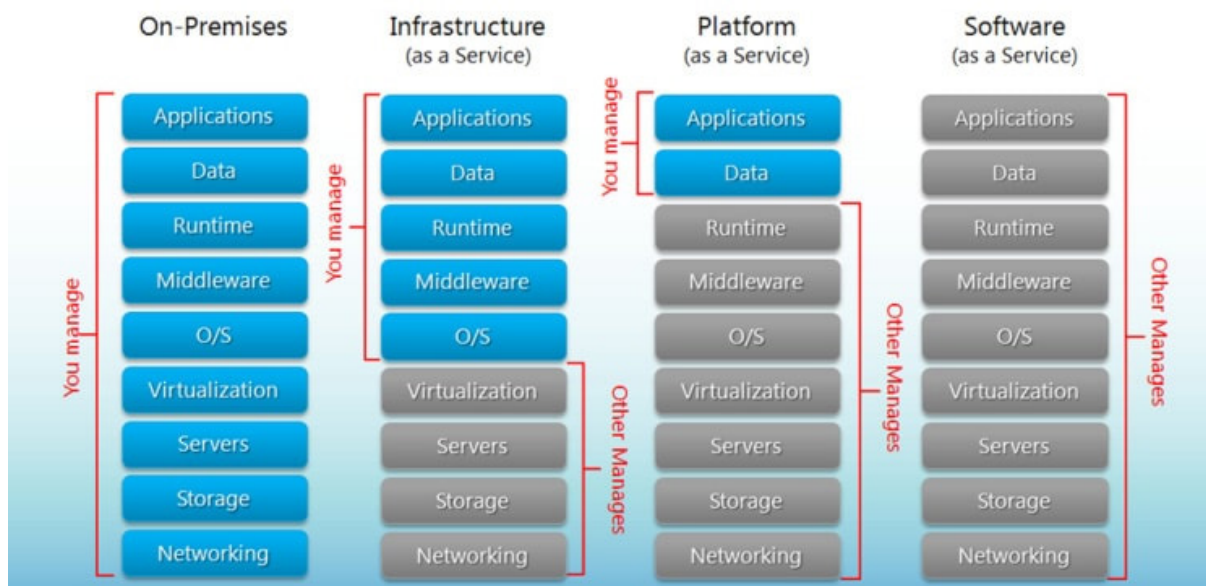 On-Premises
You manage
Applications
Data
Runtime
Middleware
O/S
Virtualization
Servers
Storage
Networking
Infrastructure
(as a Service)
You manage
Applications
Data
Runtime
Middleware
O/S
Virtualization
Servers
Storage
Networking
Other Manages
Platform
(as a Service)
You manage
Applications
Data
Runtime
Middleware
O/S
Virtualization
Servers
Storage
Networking
Other Manages
Software
(as a Service)
Applications
Data
Runtime
Middleware
O/S
Virtualization
Servers
Storage
Networking
Other Manages